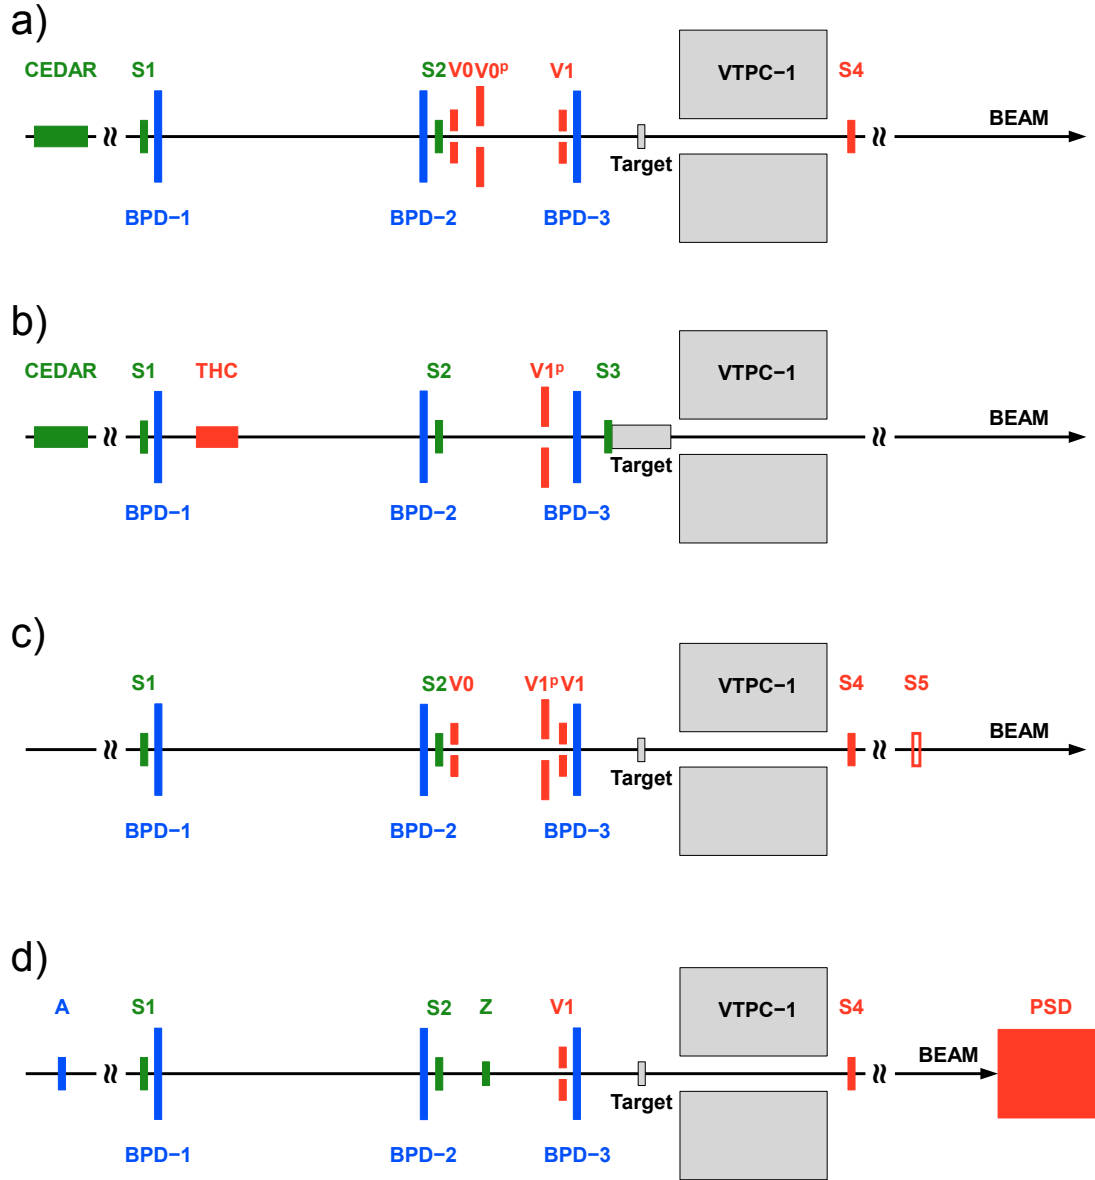 a)
CEDAR S1 S2 V0 V0ᵖ V1 VTPC−1 S4
BEAM
Target
BPD−1 BPD−2 BPD−3
b)
CEDAR S1 THC S2 V1ᵖ S3 VTPC−1
BEAM
Target
BPD−1 BPD−2 BPD−3
c)
S1 S2 V0 V1ᵖ V1 VTPC−1 S4 S5
BEAM
Target
BPD−1 BPD−2 BPD−3
d)
A S1 S2 Z V1 VTPC−1 S4 PSD
BEAM
Target
BPD−1 BPD−2 BPD−3